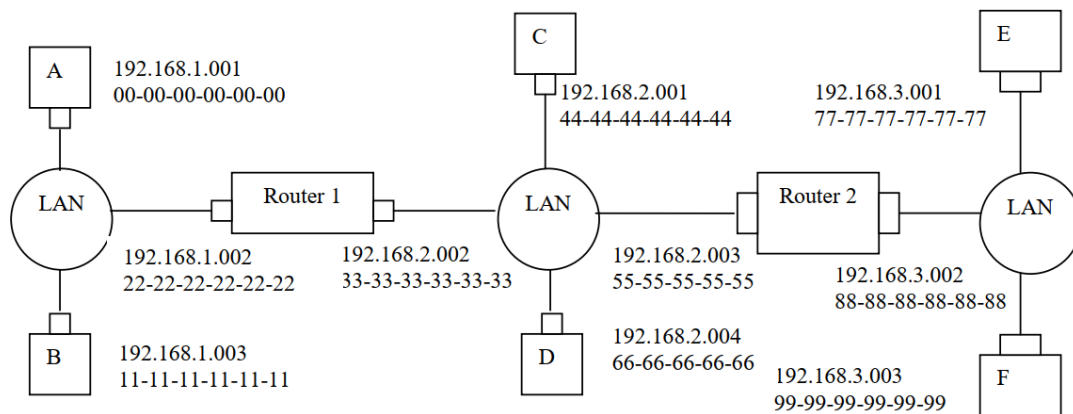 A
192.168.1.001
00-00-00-00-00-00
C
192.168.2.001
44-44-44-44-44-44
E
192.168.3.001
77-77-77-77-77-77
LAN
Router 1
LAN
Router 2
LAN
192.168.1.002
22-22-22-22-22-22
192.168.2.002
33-33-33-33-33-33
192.168.2.003
55-55-55-55-55
192.168.3.002
88-88-88-88-88-88
B
192.168.1.003
11-11-11-11-11-11
D
192.168.2.004
66-66-66-66-66
192.168.3.003
99-99-99-99-99-99
F